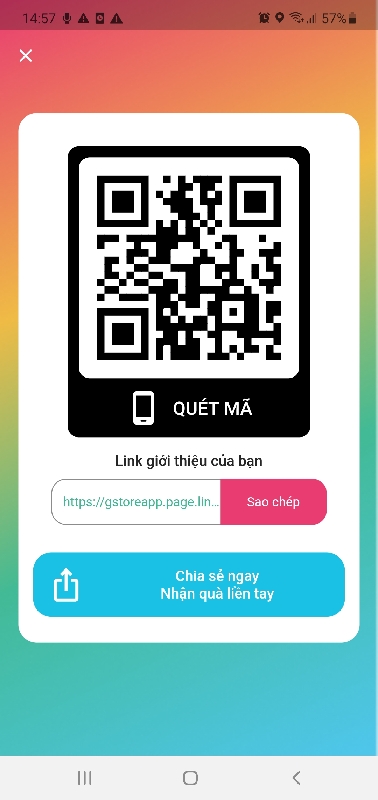 14:57
57%
QUÉT MÃ
Link giới thiệu của bạn
https://gstoreapp.page.lin...
Sao chép
Chia sẻ ngay
Nhận quà liền tay